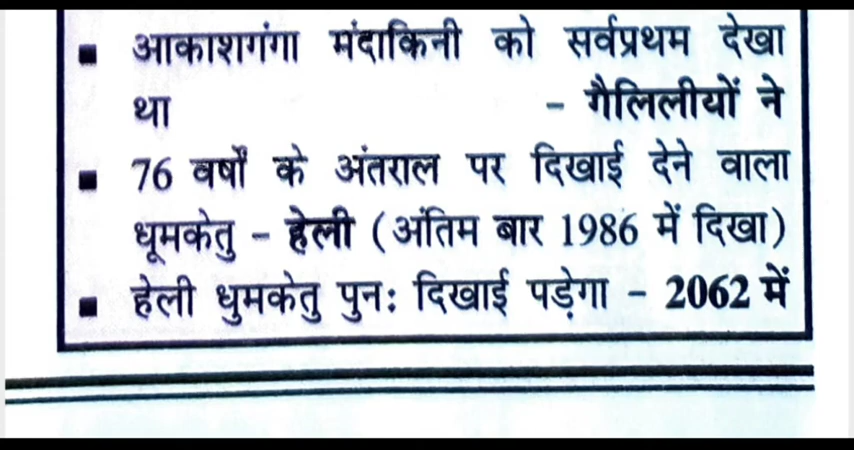 ▪ आकाशगंगा मंदाकिनी को सर्वप्रथम देखा
था - गैलिलीयों ने
▪ 76 वर्षों के अंतराल पर दिखाई देने वाला
धूमकेतु - हेली (अंतिम बार 1986 में दिखा)
▪ हेली धुमकेतु पुनः दिखाई पड़ेगा - 2062 में